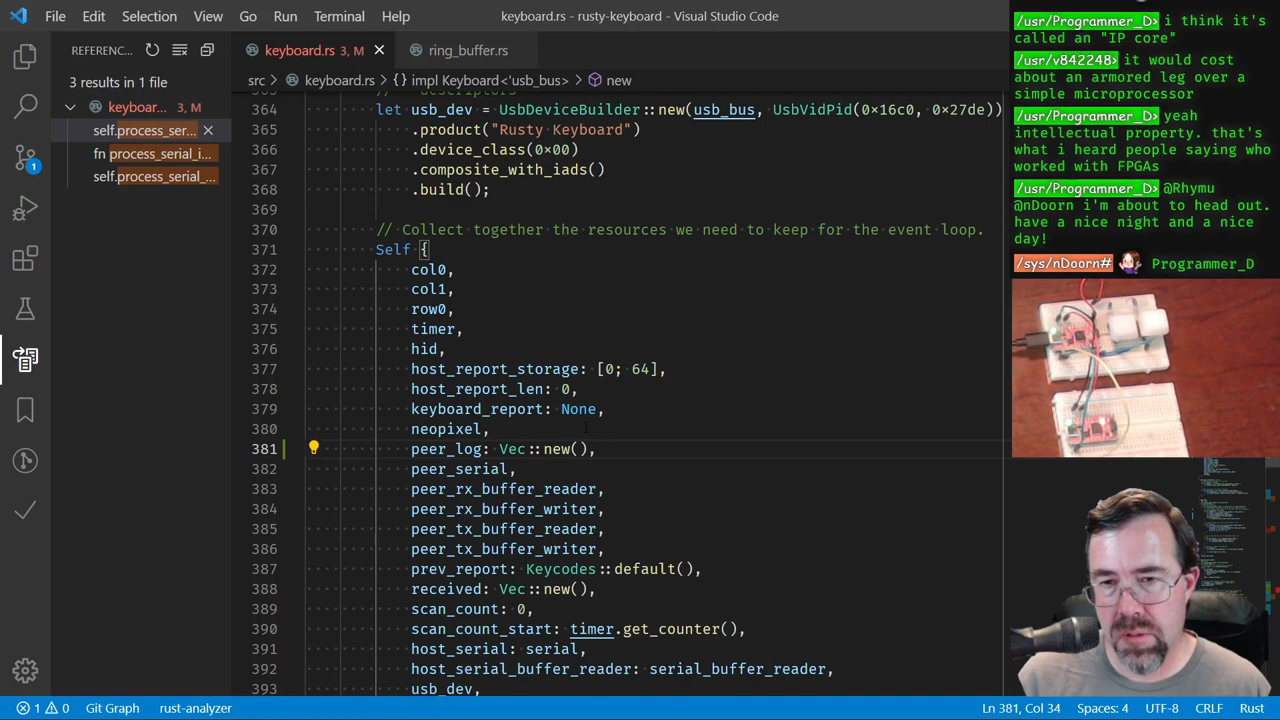 File Edit Selection View Go Run Terminal Help
keyboard.rs - rusty-keyboard - Visual Studio Code
REFERENC...
3 results in 1 file
keyboar... 3, M
self.process_ser...
fn process_serial_i...
self.process_serial_...
1
keyboard.rs 3, M
ring_buffer.rs
src > keyboard.rs > {} impl Keyboard<'usb_bus> > new
364 let usb_dev = UsbDeviceBuilder::new(usb_bus, UsbVidPid(0×16c0, 0×27de))
365 .product("Rusty Keyboard")
366 .device_class(0×00)
367 .composite_with_iads()
368 .build();
369
370 // Collect together the resources we need to keep for the event loop.
371 Self {
372 col0,
373 col1,
374 row0,
375 timer,
376 hid,
377 host_report_storage: [0; 64],
378 host_report_len: 0,
379 keyboard_report: None,
380 neopixel,
381 peer_log: Vec::new(),
382 peer_serial,
383 peer_rx_buffer_reader,
384 peer_rx_buffer_writer,
385 peer_tx_buffer_reader,
386 peer_tx_buffer_writer,
387 prev_report: Keycodes::default(),
388 received: Vec::new(),
389 scan_count: 0,
390 scan_count_start: timer.get_counter(),
391 host_serial: serial,
392 host_serial_buffer_reader: serial_buffer_reader,
393 usb_dev,
1 0 Git Graph rust-analyzer
Ln 381, Col 34 Spaces: 4 UTF-8 CRLF Rust
/usr/Programmer_D> i think it's
called an "IP core"
/usr/v842248> it would cost
about an armored leg over a
simple microprocessor
/usr/Programmer_D> yeah
intellectual property. that's
what i heard people saying who
worked with FPGAs
/usr/Programmer_D> @Rhymu
@nDoorn i'm about to head out.
have a nice night and a nice
day!
/sys/nDoorn# Programmer_D